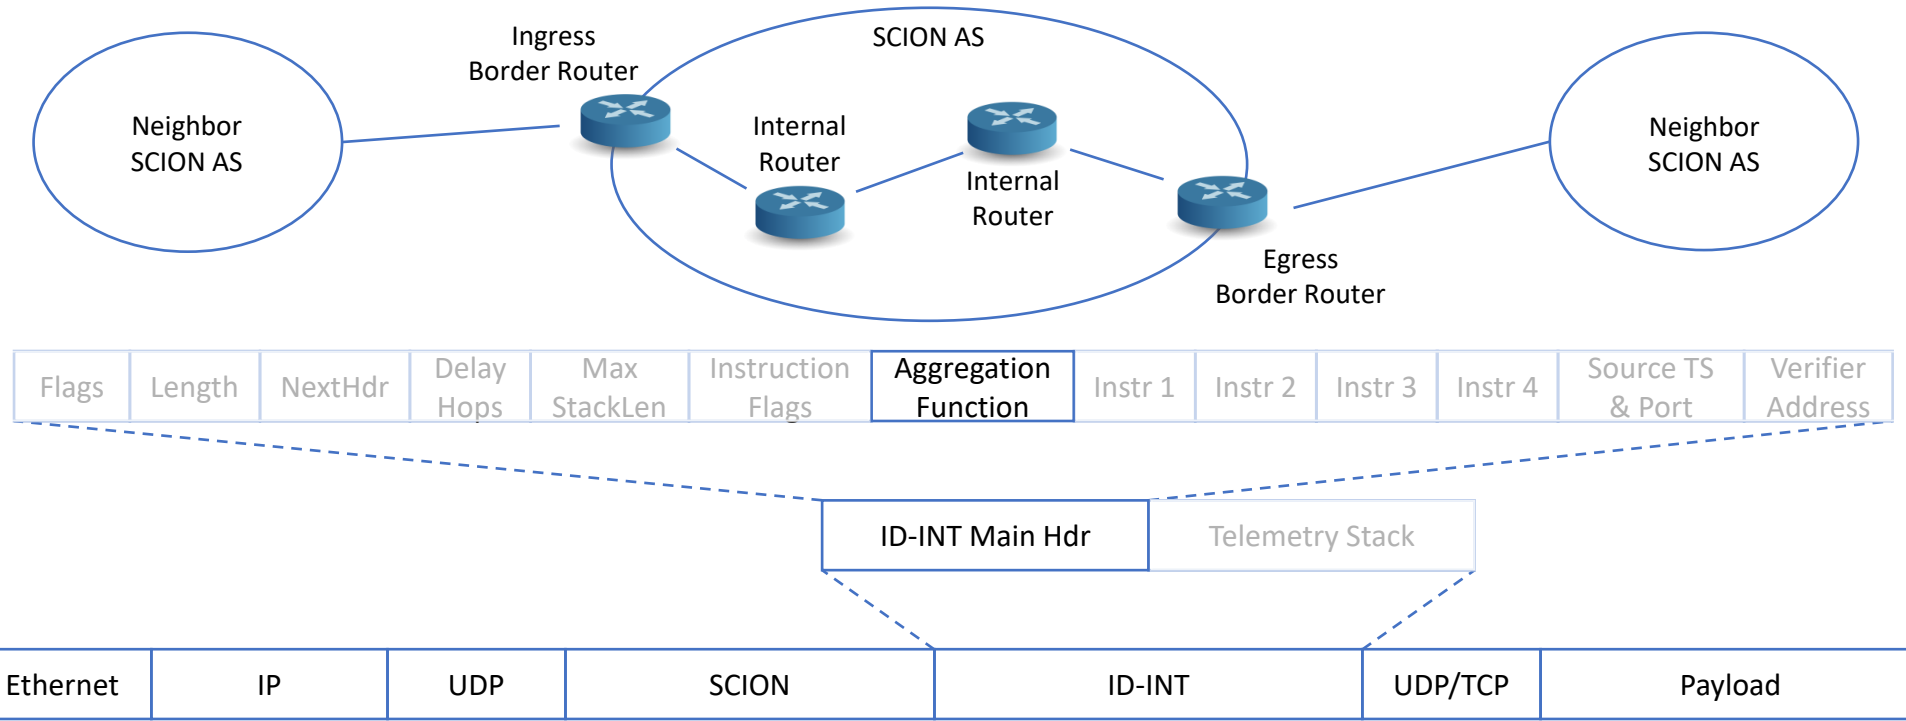 Ingress
Border Router
SCION AS
Neighbor
SCION AS
Internal
Router
Internal
Router
Neighbor
SCION AS
Egress
Border Router
Flags
Length
NextHdr
Delay
Hops
Max
StackLen
Instruction
Flags
Aggregation
Function
Instr 1
Instr 2
Instr 3
Instr 4
Source TS
& Port
Verifier
Address
ID-INT Main Hdr
Telemetry Stack
Ethernet
IP
UDP
SCION
ID-INT
UDP/TCP
Payload